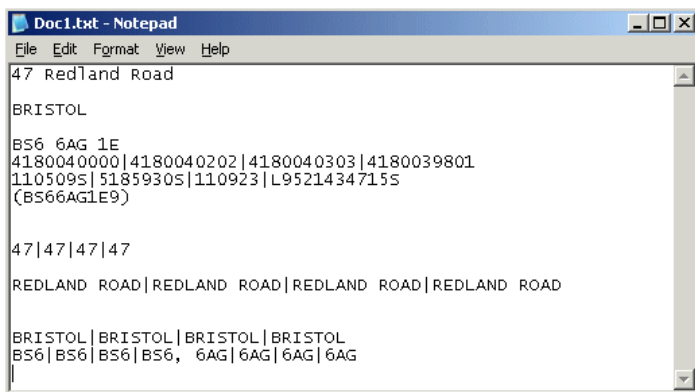 Doc1.txt - Notepad
File Edit Format View Help
47 Redland Road
BRISTOL
BS6 6AG 1E
4180040000|4180040202|4180040303|4180039801
110509S|5185930S|110923|L9521434715S
(BS66AG1E9)
47|47|47|47
REDLAND ROAD|REDLAND ROAD|REDLAND ROAD|REDLAND ROAD
BRISTOL|BRISTOL|BRISTOL|BRISTOL
BS6|BS6|BS6|BS6, 6AG|6AG|6AG|6AG